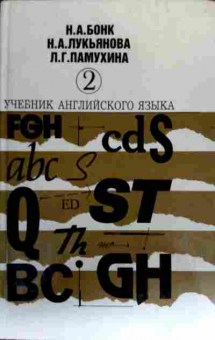 Н.А.БОНК
Н.А.ЛУКЬЯНОВА
Л.Г.ПАМУХИНА
2
УЧЕБНИК АНГЛИЙСКОГО ЯЗЫКА
FGH cdS
abc S
Q ED ST
Th
BC GH